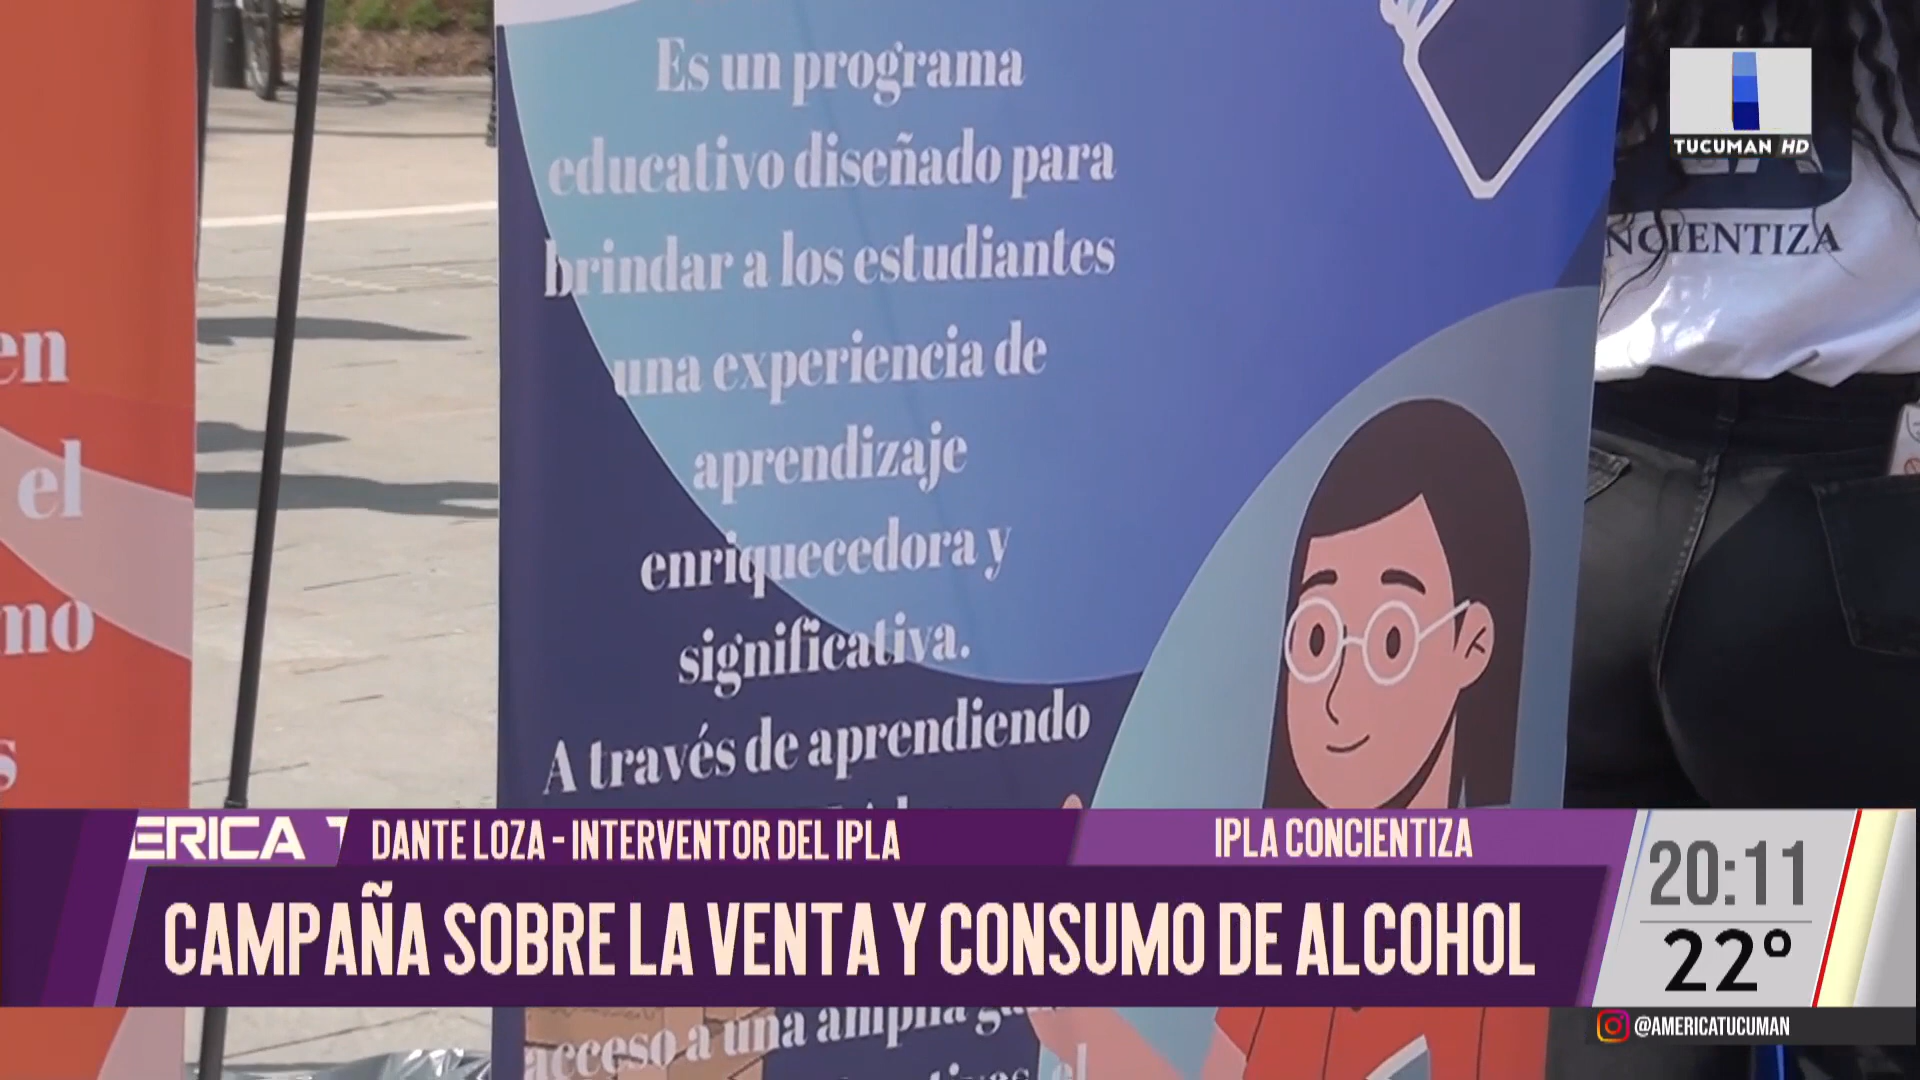 Es un programa
educativo diseñado para
brindar a los estudiantes
una experiencia de
aprendizaje
enriquecedora y
significativa.
A través de aprendiendo
acceso a una amplia
en
el
mo
s
TUCUMAN HD
NCIENTIZA
ERICA T
DANTE LOZA - INTERVENTOR DEL IPLA
IPLA CONCIENTIZA
CAMPAÑA SOBRE LA VENTA Y CONSUMO DE ALCOHOL
20:11
22°
@AMERICATUCUMAN